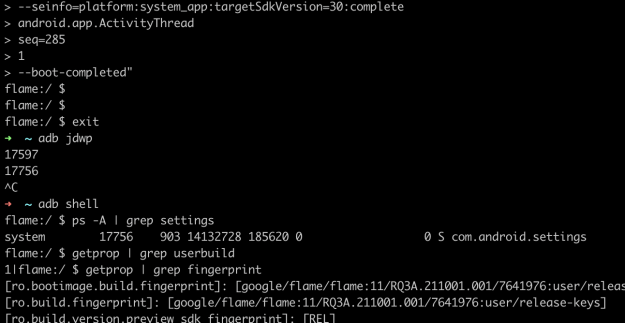 > --seinfo=platform:system_app:targetSdkVersion=30:complete
> android.app.ActivityThread
> seq=285
> 1
> --boot-completed"
flame:/ $
flame:/ $
flame:/ $ exit
➜ ~ adb jdwp
17597
17756
^C
➜ ~ adb shell
flame:/ $ ps -A | grep settings
system 17756 903 14132728 185620 0 0 S com.android.settings
flame:/ $ getprop | grep userbuild
1|flame:/ $ getprop | grep fingerprint
[ro.bootimage.build.fingerprint]: [google/flame/flame:11/RQ3A.211001.001/7641976:user/releas
[ro.build.fingerprint]: [google/flame/flame:11/RQ3A.211001.001/7641976:user/release-keys]
[ro.build.version.preview_sdk_fingerprint]: [REL]